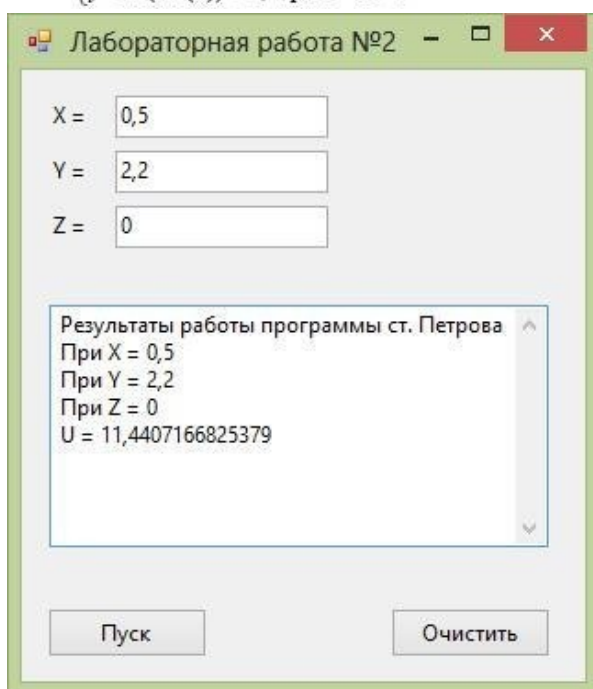 Лабораторная работа №2
X = 0,5
Y = 2,2
Z = 0
Результаты работы программы ст. Петрова
При X = 0,5
При Y = 2,2
При Z = 0
U = 11,4407166825379
Пуск Очистить